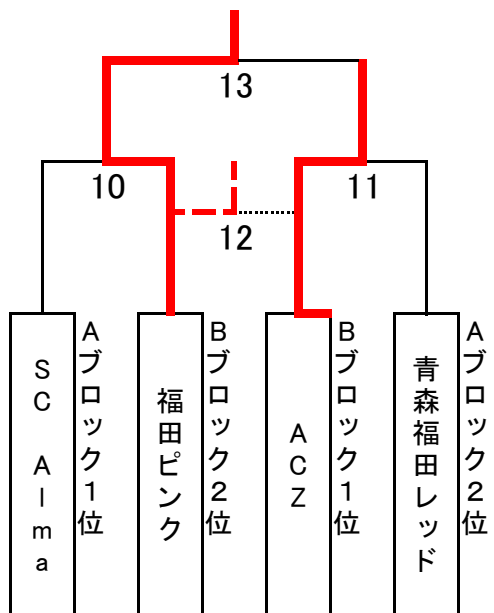 13
10
11
12
SC Alma
Aブロック1位
福田ピンク
Bブロック2位
ACZ
Bブロック1位
青森福田レッド
Aブロック2位